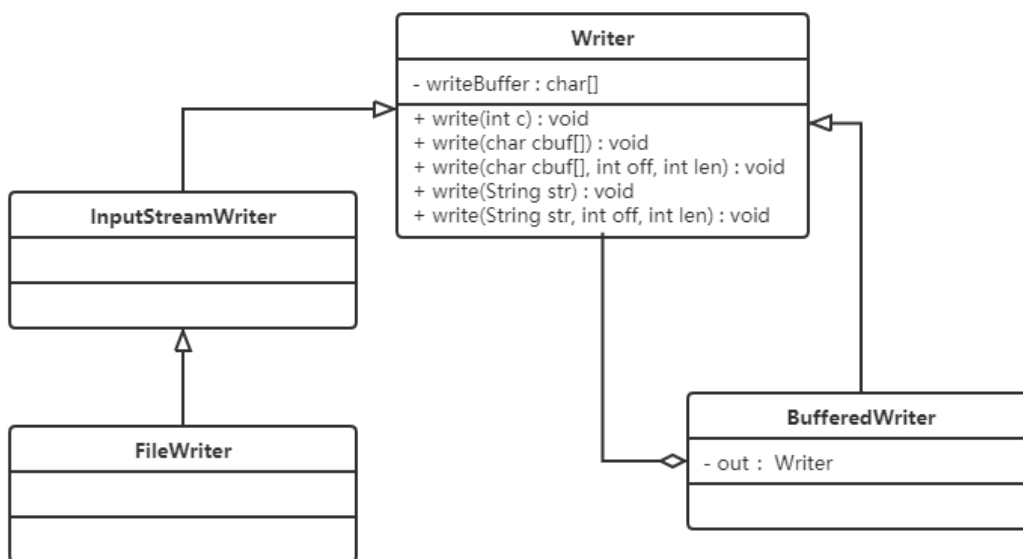 Writer
- writeBuffer : char[]
+ write(int c) : void
+ write(char cbuf[]) : void
+ write(char cbuf[], int off, int len) : void
+ write(String str) : void
+ write(String str, int off, int len) : void
InputStreamWriter
FileWriter
BufferedWriter
- out :  Writer